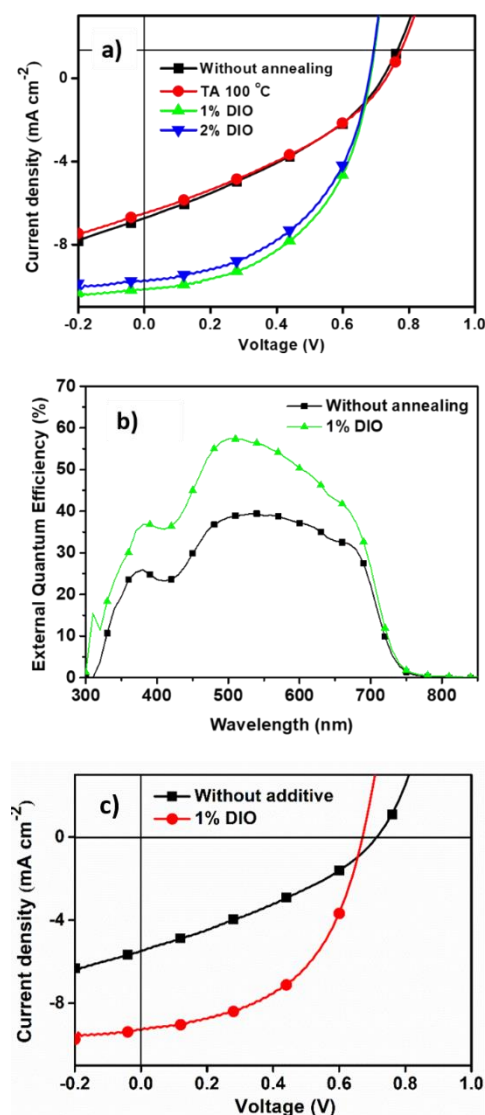 a)
Without annealing
TA 100 °C
1% DIO
2% DIO
0
-4
-8
Current density (mA cm⁻²)
-0.2 0.0 0.2 0.4 0.6 0.8 1.0
Voltage (V)
b)
Without annealing
1% DIO
70
60
50
40
30
20
10
0
External Quantum Efficiency (%)
300 400 500 600 700 800
Wavelength (nm)
c)
Without additive
1% DIO
0
-4
-8
Current density (mA cm⁻²)
-0.2 0.0 0.2 0.4 0.6 0.8 1.0
Voltage (V)